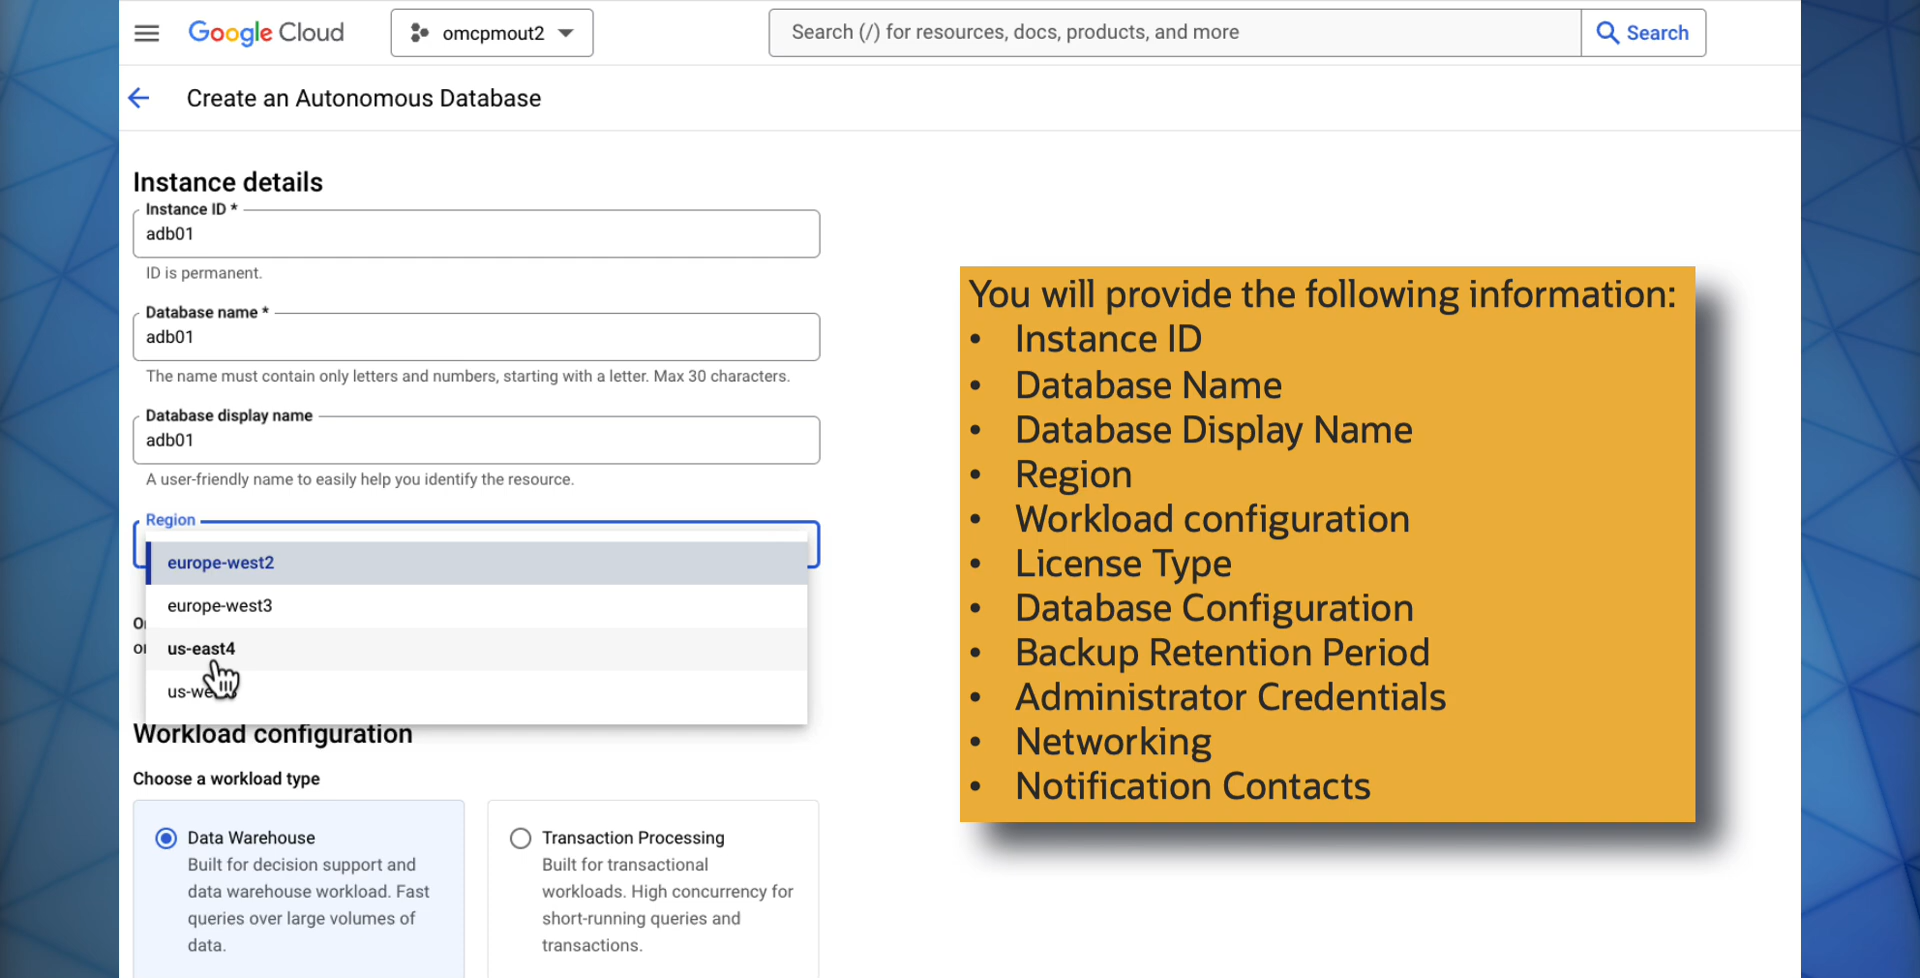 Google Cloud
omcpmout2
Search (/) for resources, docs, products, and more
Search
Create an Autonomous Database
Instance details
Instance ID *
adb01
ID is permanent.
Database name *
adb01
The name must contain only letters and numbers, starting with a letter. Max 30 characters.
Database display name
adb01
A user-friendly name to easily help you identify the resource.
Region
europe-west2
europe-west3
us-east4
Workload configuration
Choose a workload type
Data Warehouse
Built for decision support and
data warehouse workload. Fast
queries over large volumes of
data.
Transaction Processing
Built for transactional
workloads. High concurrency for
short-running queries and
transactions.
You will provide the following information:
• Instance ID
• Database Name
• Database Display Name
• Region
• Workload configuration
• License Type
• Database Configuration
• Backup Retention Period
• Administrator Credentials
• Networking
• Notification Contacts